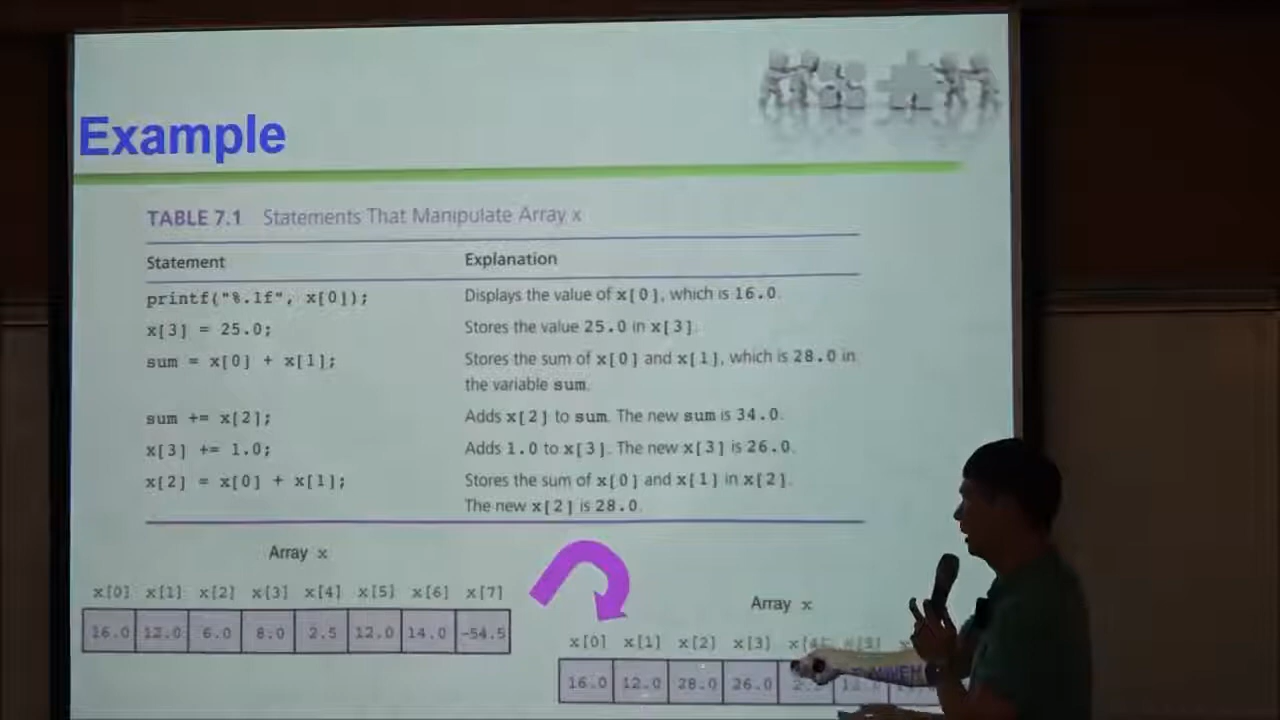 Example
TABLE 7.1 Statements That Manipulate Array x
Statement Explanation
printf("%.1f", x[0]); Displays the value of x[0], which is 16.0.
x[3] = 25.0; Stores the value 25.0 in x[3].
sum = x[0] + x[1]; Stores the sum of x[0] and x[1], which is 28.0 in
the variable sum.
sum += x[2]; Adds x[2] to sum. The new sum is 34.0.
x[3] += 1.0; Adds 1.0 to x[3]. The new x[3] is 26.0.
x[2] = x[0] + x[1]; Stores the sum of x[0] and x[1] in x[2].
The new x[2] is 28.0.
Array x
x[0] x[1] x[2] x[3] x[4] x[5] x[6] x[7]
16.0 12.0 6.0 8.0 2.5 12.0 14.0 -54.5
Array x
x[0] x[1] x[2] x[3]
16.0 12.0 28.0 26.0